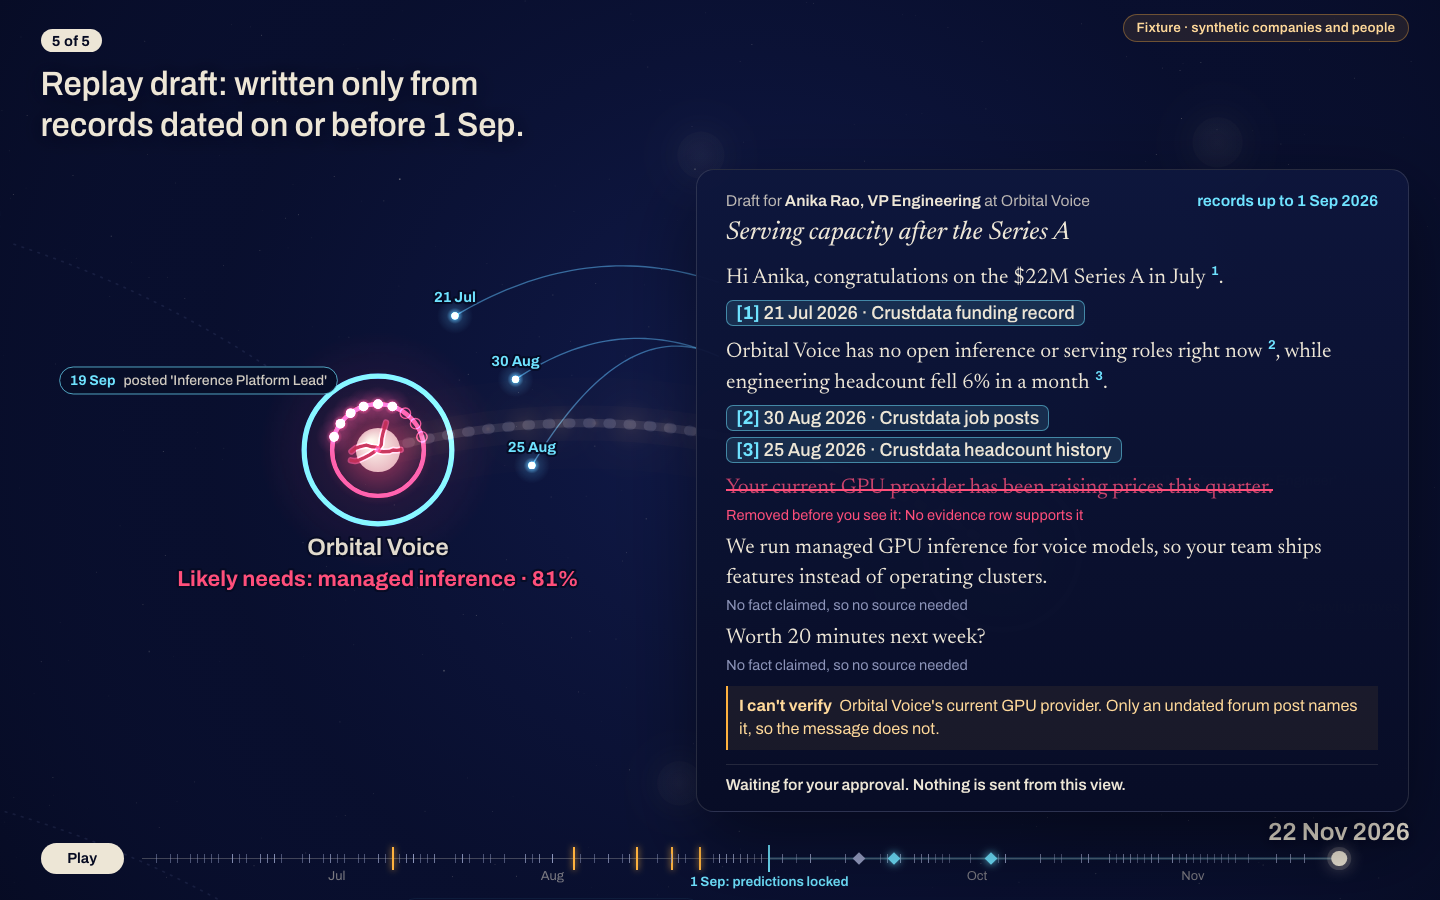 5 of 5
Fixture · synthetic companies and people
Replay draft: written only from
records dated on or before 1 Sep.
Draft for Anika Rao, VP Engineering at Orbital Voice
records up to 1 Sep 2026
Serving capacity after the Series A
Hi Anika, congratulations on the $22M Series A in July 1.
[1] 21 Jul 2026 · Crustdata funding record
Orbital Voice has no open inference or serving roles right now 2, while
engineering headcount fell 6% in a month 3.
[2] 30 Aug 2026 · Crustdata job posts
[3] 25 Aug 2026 · Crustdata headcount history
Your current GPU provider has been raising prices this quarter.
Removed before you see it: No evidence row supports it
We run managed GPU inference for voice models, so your team ships
features instead of operating clusters.
No fact claimed, so no source needed
Worth 20 minutes next week?
No fact claimed, so no source needed
I can't verify Orbital Voice's current GPU provider. Only an undated forum post names
it, so the message does not.
Waiting for your approval. Nothing is sent from this view.
21 Jul
30 Aug
19 Sep posted 'Inference Platform Lead'
25 Aug
Orbital Voice
Likely needs: managed inference · 81%
22 Nov 2026
Play
Jul
Aug
1 Sep: predictions locked
Oct
Nov